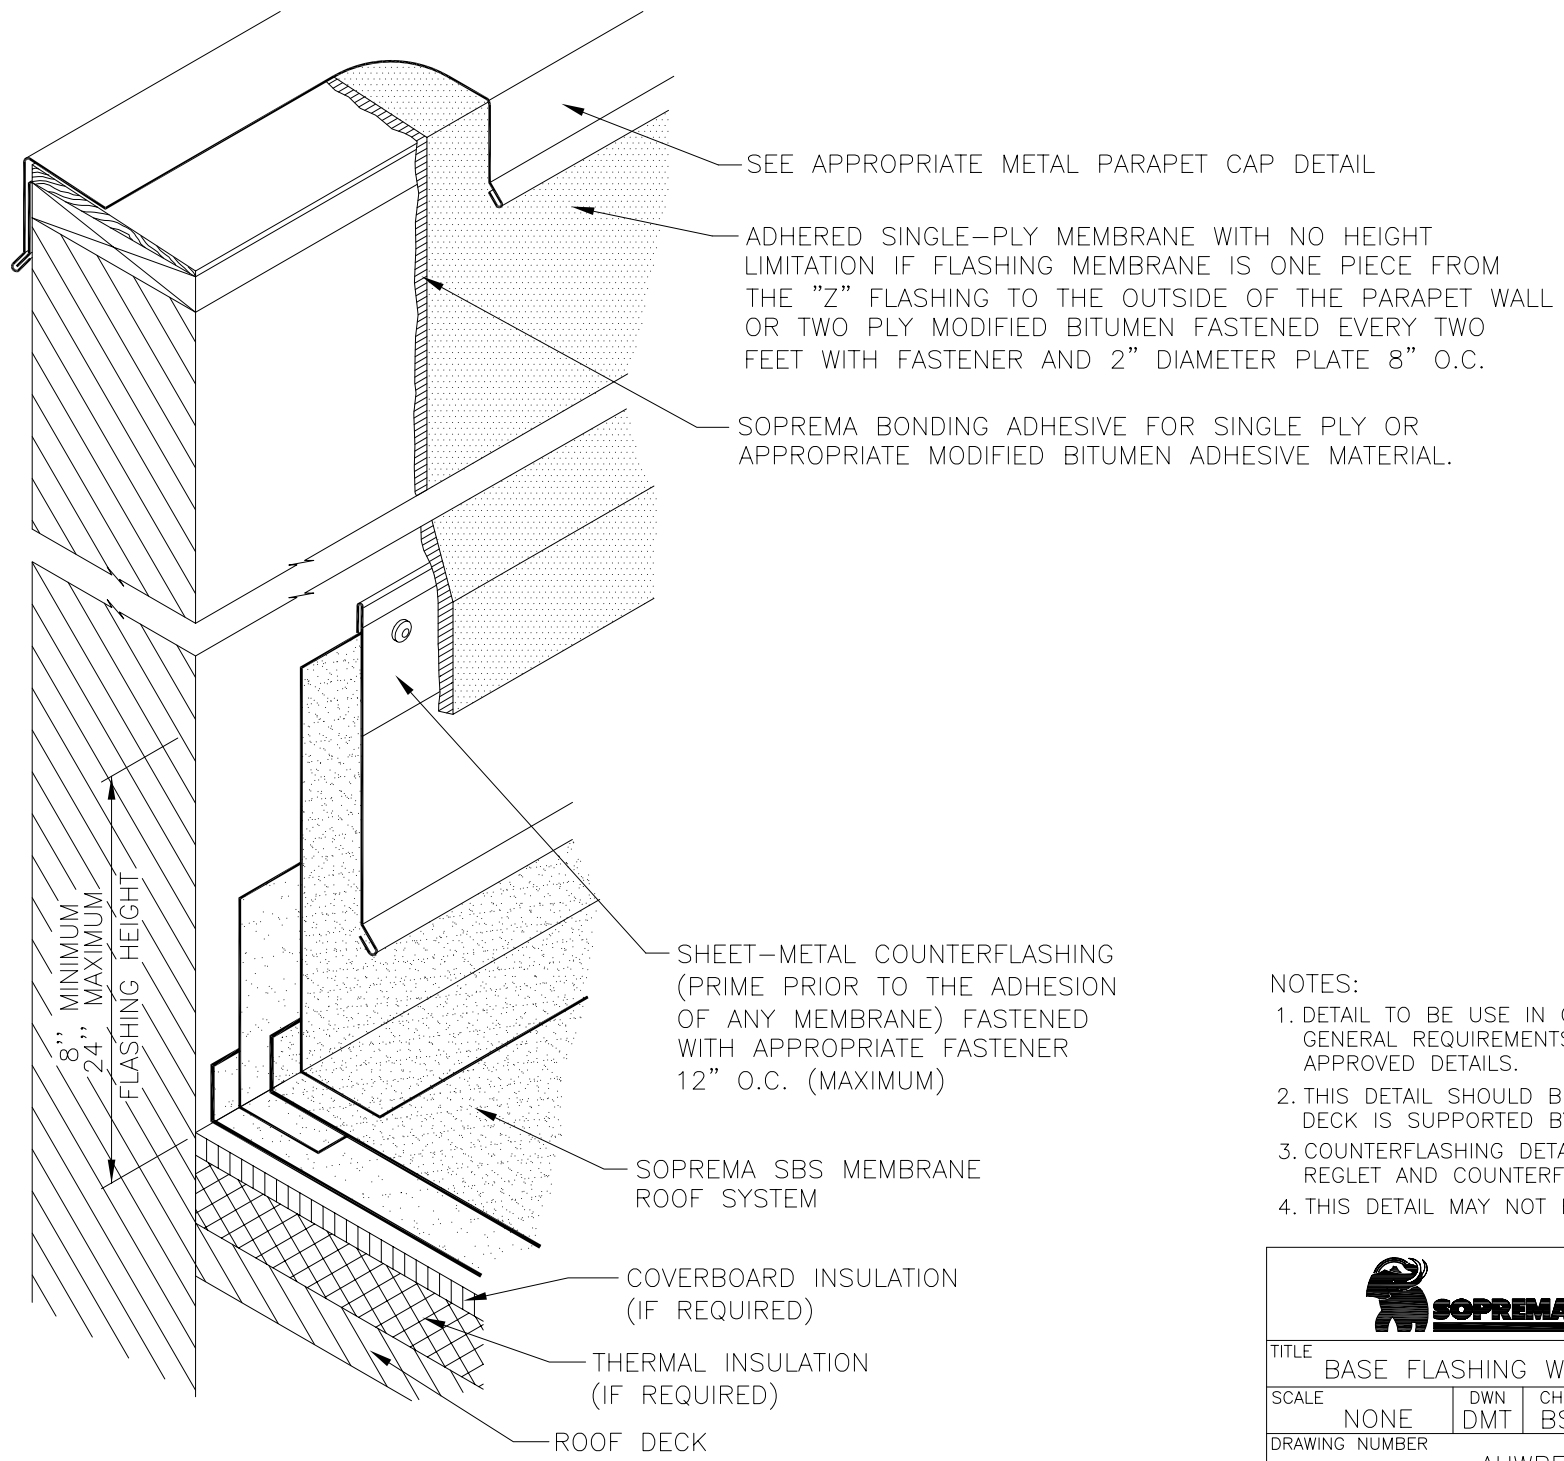 SEE APPROPRIATE METAL PARAPET CAP DETAIL
ADHERED SINGLE-PLY MEMBRANE WITH NO HEIGHT
LIMITATION IF FLASHING MEMBRANE IS ONE PIECE FROM
THE "Z" FLASHING TO THE OUTSIDE OF THE PARAPET WALL
OR TWO PLY MODIFIED BITUMEN FASTENED EVERY TWO
FEET WITH FASTENER AND 2" DIAMETER PLATE 8" O.C.
SOPREMA BONDING ADHESIVE FOR SINGLE PLY OR
APPROPRIATE MODIFIED BITUMEN ADHESIVE MATERIAL.
8" MINIMUM
24" MAXIMUM
FLASHING HEIGHT
SHEET-METAL COUNTERFLASHING
(PRIME PRIOR TO THE ADHESION
OF ANY MEMBRANE) FASTENED
WITH APPROPRIATE FASTENER
12" O.C. (MAXIMUM)
SOPREMA SBS MEMBRANE
ROOF SYSTEM
COVERBOARD INSULATION
(IF REQUIRED)
THERMAL INSULATION
(IF REQUIRED)
ROOF DECK
NOTES:
1. DETAIL TO BE USE IN
GENERAL REQUIREMENTS
APPROVED DETAILS.
2. THIS DETAIL SHOULD
DECK IS SUPPORTED
3. COUNTERFLASHING
REGLET AND
4. THIS DETAIL MAY NOT
SOPREMA
TITLE
BASE FLASHING
SCALE
NONE
DWN
DMT
DRAWING NUMBER